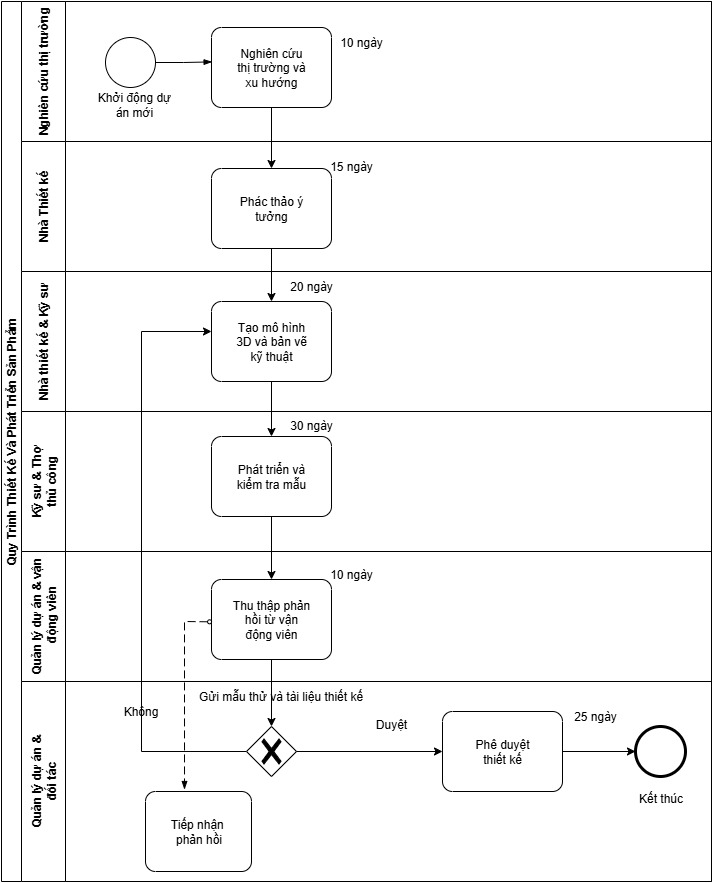 Quy Trình Thiết Kế Và Phát Triển Sản Phẩm
Nghiên cứu thị trường
Khởi động dự
án mới
Nghiên cứu
thị trường và
xu hướng
10 ngày
Nhà Thiết kế
15 ngày
Phác thảo ý
tưởng
Nhà thiết kế & Kỹ sư
20 ngày
Tạo mô hình
3D và bản vẽ
kỹ thuật
Kỹ sư & Thợ
thủ công
30 ngày
Phát triển và
kiểm tra mẫu
Quản lý dự án & vận
động viên
10 ngày
Thu thập phản
hồi từ vận
động viên
Quản lý dự án &
đối tác
Gửi mẫu thử và tài liệu thiết kế
Không
Duyệt
Phê duyệt
thiết kế
25 ngày
Kết thúc
Tiếp nhận
phản hồi